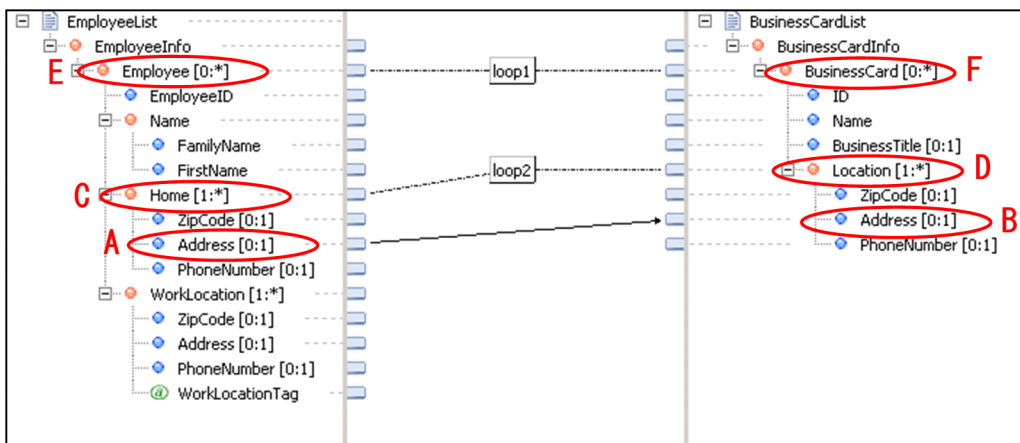 EmployeeList
EmployeeInfo
E Employee [0:*]
EmployeeID
Name
FamilyName
FirstName
C Home [1:*]
ZipCode [0:1]
A Address [0:1]
PhoneNumber [0:1]
WorkLocation [1:*]
ZipCode [0:1]
Address [0:1]
PhoneNumber [0:1]
WorkLocationTag
loop1
loop2
BusinessCardList
BusinessCardInfo
BusinessCard [0:*] F
ID
Name
BusinessTitle [0:1]
Location [1:*] D
ZipCode [0:1]
Address [0:1] B
PhoneNumber [0:1]